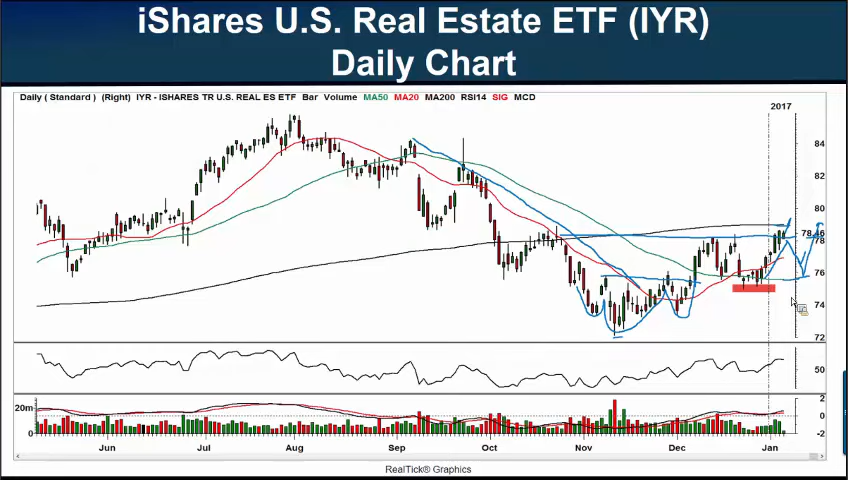 iShares U.S. Real Estate ETF (IYR)
Daily Chart
Daily ( Standard ) (Right) IYR - ISHARES TR U.S. REAL ES ETF Bar Volume MA50 MA20 MA200 RSI14 SIG MCD
2017
84
82
80
78.46
78
76
74
72
50
20m
0
2
0
-2
Jun Jul Aug Sep Oct Nov Dec Jan
RealTick® Graphics